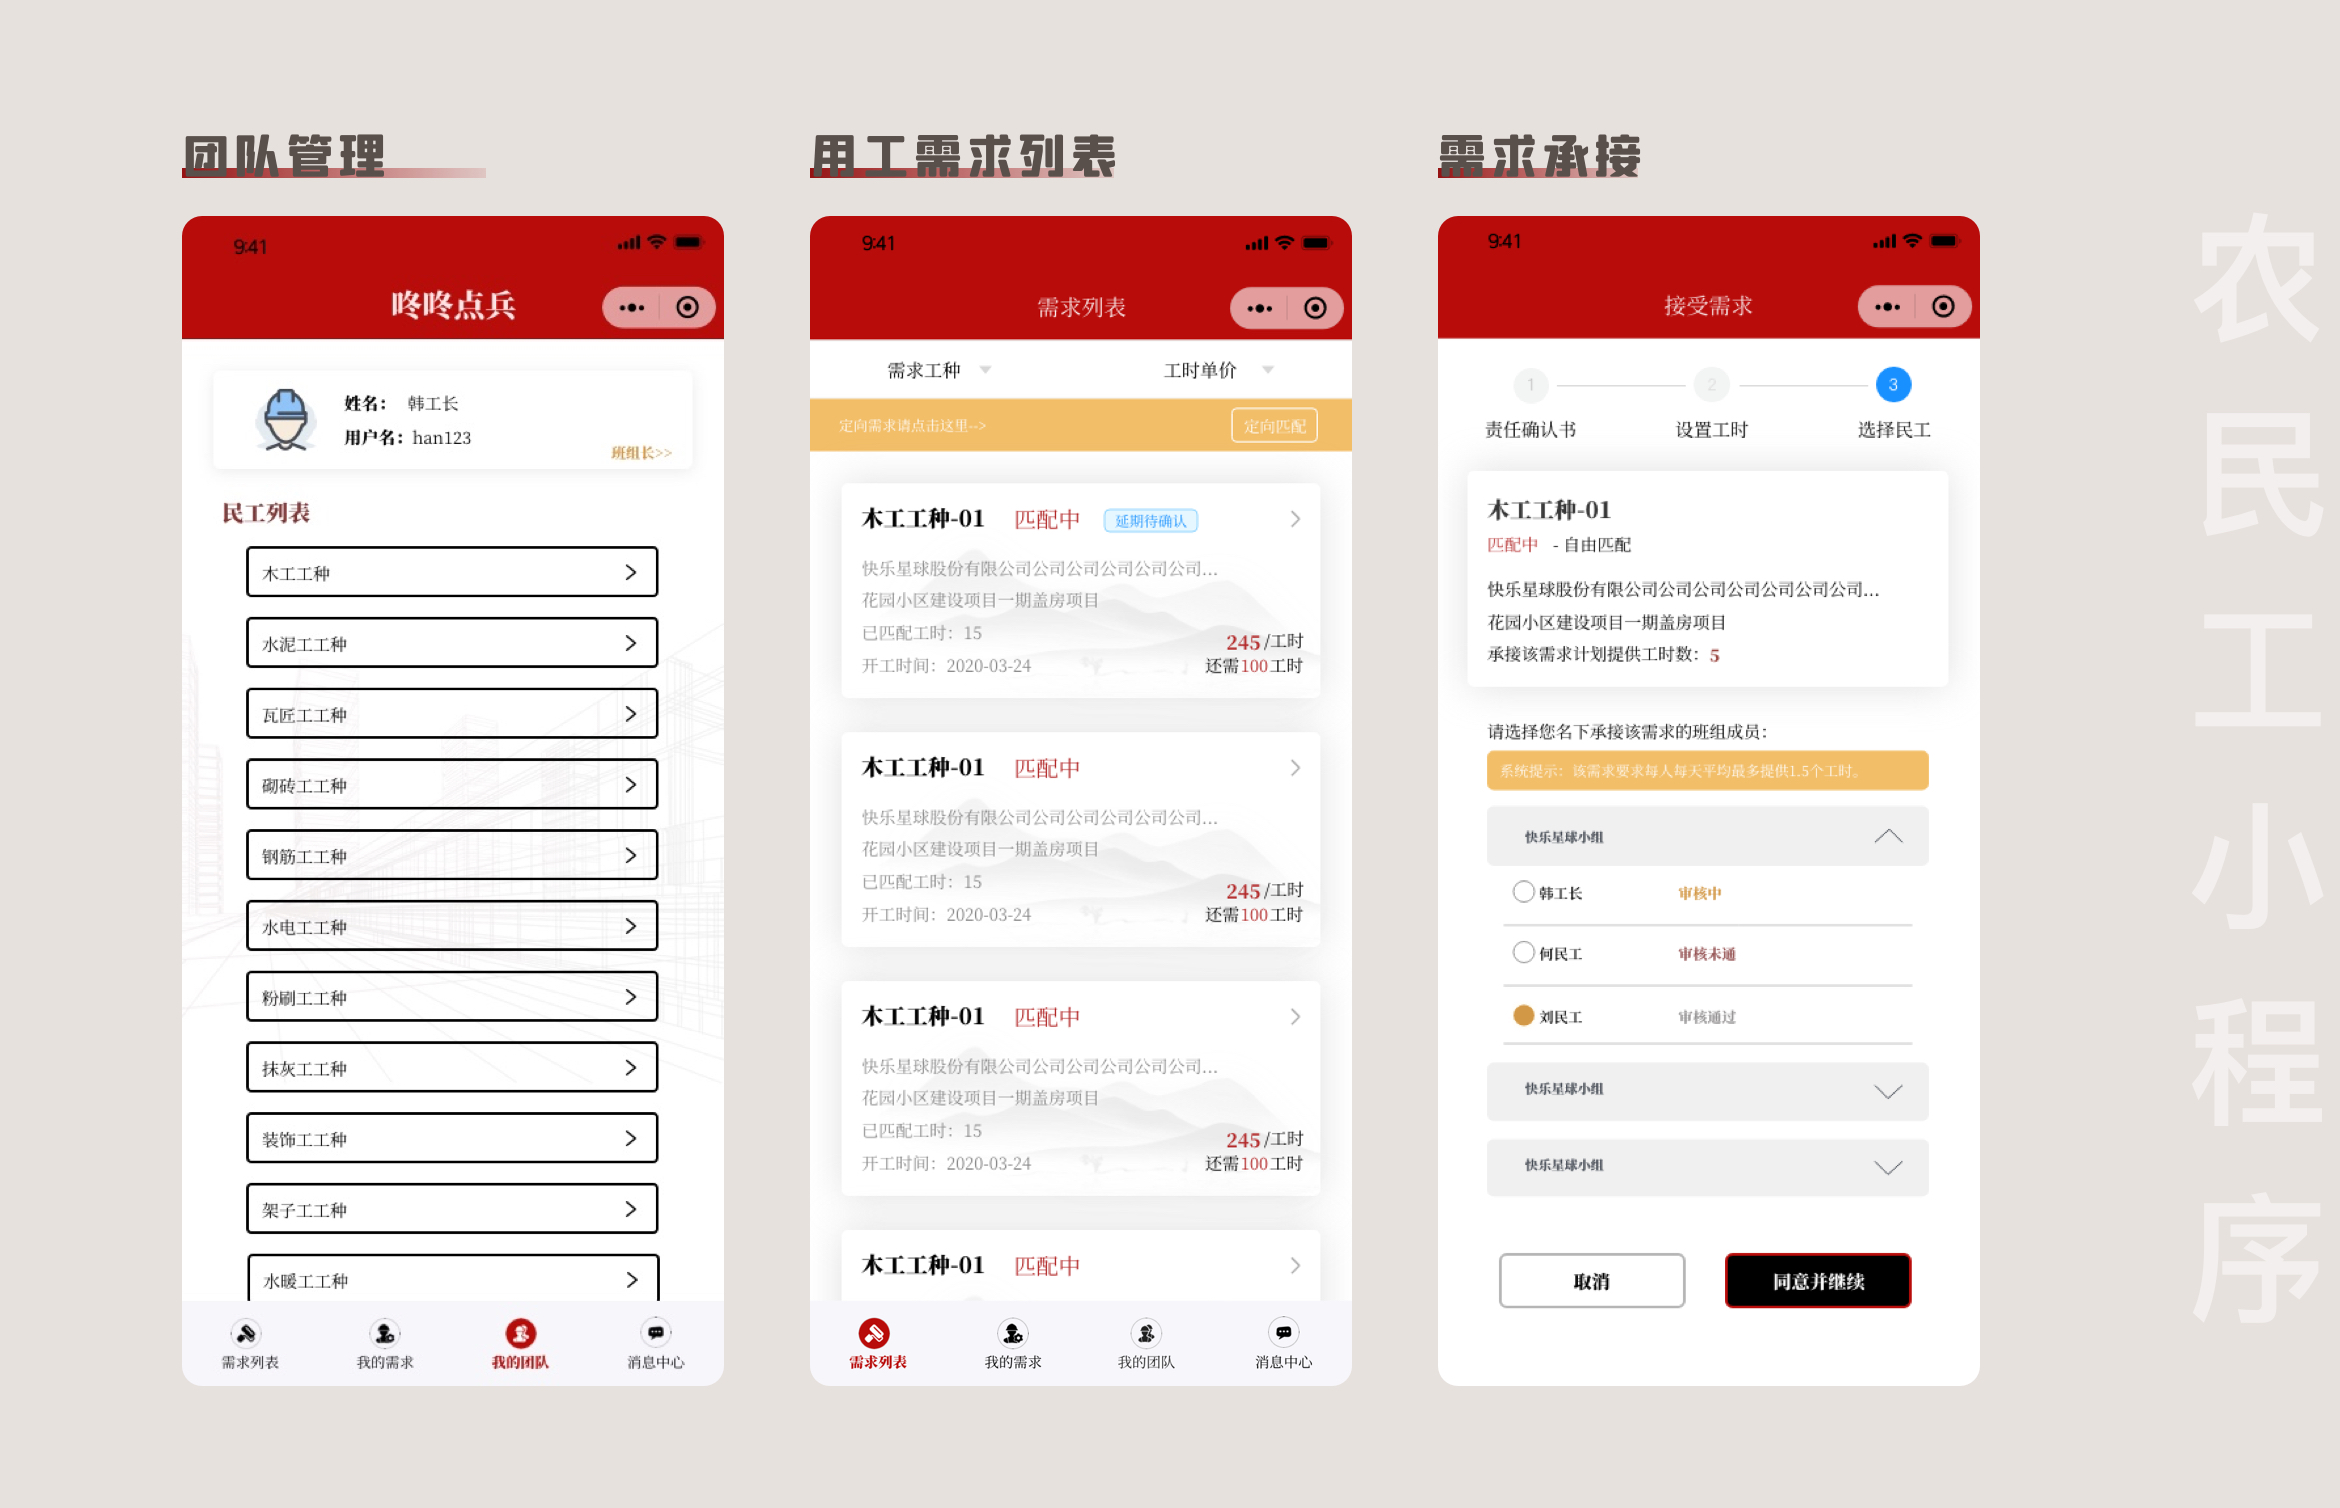 团队管理
9:41
咚咚点兵
姓名： 韩工长
用户名：han123
班组长>>
民工列表
木工工种
水泥工工种
瓦匠工工种
砌砖工工种
钢筋工工种
水电工工种
粉刷工工种
抹灰工工种
装饰工工种
架子工工种
水暖工工种
需求列表 我的需求 我的团队 消息中心
用工需求列表
9:41
需求列表
需求工种 工时单价
定向需求请点击这里--> 定向匹配
木工工种-01 匹配中 延期待确认
快乐星球股份有限公司公司公司公司公司公司...
花园小区建设项目一期盖房项目
已匹配工时：15 245/工时
开工时间：2020-03-24 还需100工时
木工工种-01 匹配中
快乐星球股份有限公司公司公司公司公司公司...
花园小区建设项目一期盖房项目
已匹配工时：15 245/工时
开工时间：2020-03-24 还需100工时
木工工种-01 匹配中
快乐星球股份有限公司公司公司公司公司公司...
花园小区建设项目一期盖房项目
已匹配工时：15 245/工时
开工时间：2020-03-24 还需100工时
木工工种-01 匹配中
需求列表 我的需求 我的团队 消息中心
需求承接
9:41
接受需求
1 2 3
责任确认书 设置工时 选择民工
木工工种-01
匹配中 - 自由匹配
快乐星球股份有限公司公司公司公司公司公司公司...
花园小区建设项目一期盖房项目
承接该需求计划提供工时数：5
请选择您名下承接该需求的班组成员：
系统提示：该需求要求每人每天平均最多提供1.5个工时。
快乐星球小组
韩工长 审核中
何民工 审核未通
刘民工 审核通过
快乐星球小组
快乐星球小组
取消 同意并继续
农民工小程序